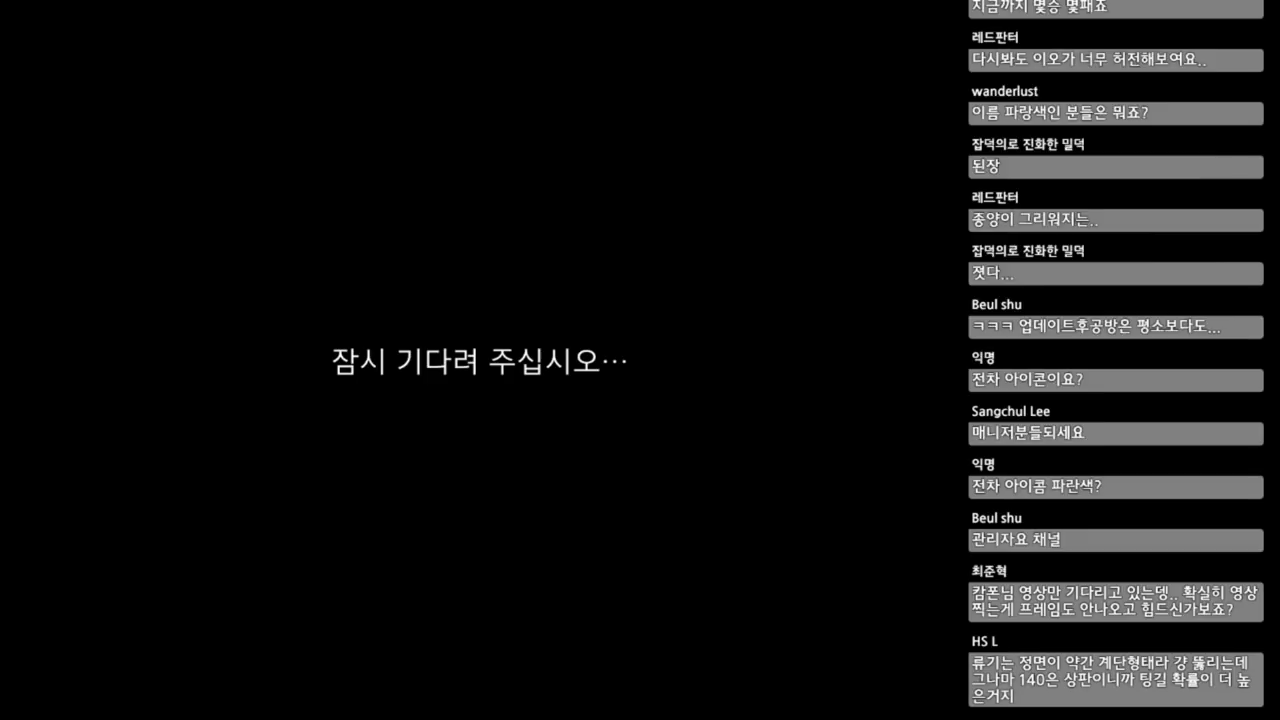 잠시 기다려 주십시오…
지금까지 몇승 몇패죠
레드판터
다시봐도 이오가 너무 허전해보여요..
wanderlust
이름 파랑색인 분들은 뭐죠?
잡덕의로 진화한 밀덕
된장
레드판터
종양이 그리워지는..
잡덕의로 진화한 밀덕
졋다...
Beul shu
ㅋㅋㅋ 업데이트후공방은 평소보다도...
익명
전차 아이콘이요?
Sangchul Lee
매니저분들되세요
익명
전차 아이콤 파란색?
Beul shu
관리자요 채널
최준혁
캄폰님 영상만 기다리고 있는뎅.. 확실히 영상
찍는게 프레임도 안나오고 힘드신가보죠?
HS L
류기는 정면이 약간 계단형태라 걍 뚫리는데
그나마 140은 상판이니까 팅길 확률이 더 높
은거지